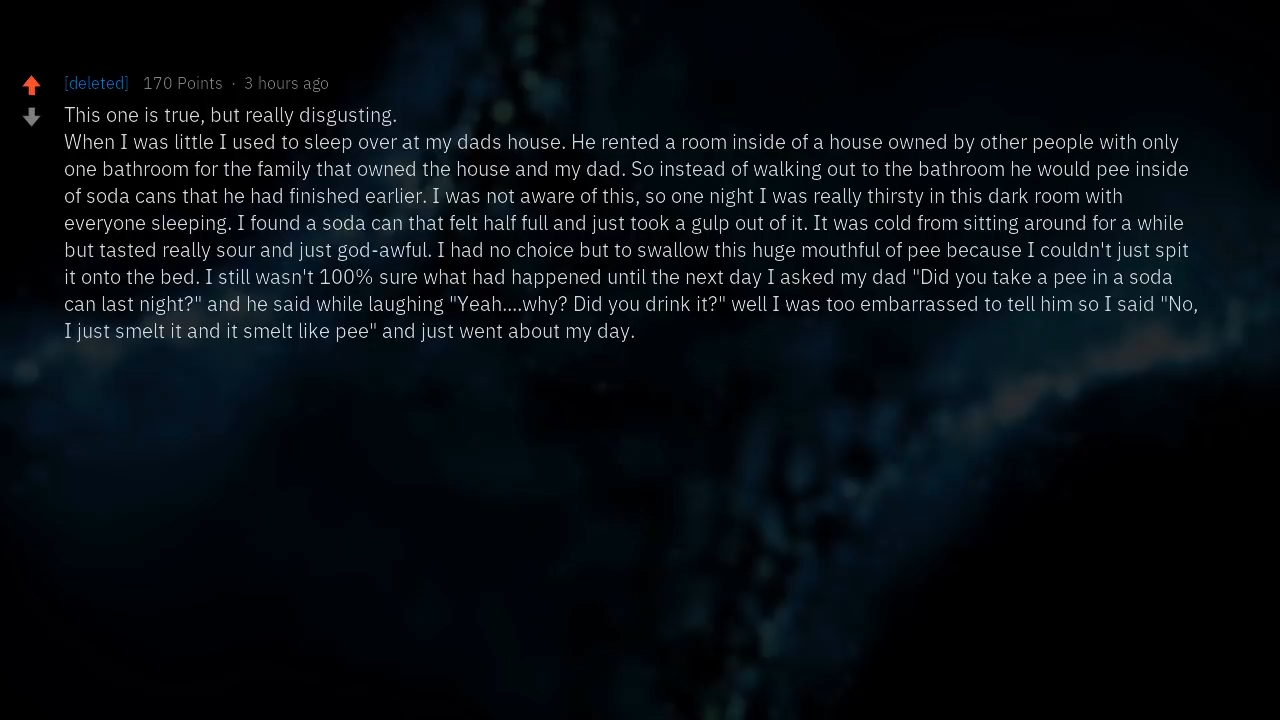 [deleted] 170 Points · 3 hours ago
This one is true, but really disgusting.
When I was little I used to sleep over at my dads house. He rented a room inside of a house owned by other people with only
one bathroom for the family that owned the house and my dad. So instead of walking out to the bathroom he would pee inside
of soda cans that he had finished earlier. I was not aware of this, so one night I was really thirsty in this dark room with
everyone sleeping. I found a soda can that felt half full and just took a gulp out of it. It was cold from sitting around for a while
but tasted really sour and just god-awful. I had no choice but to swallow this huge mouthful of pee because I couldn't just spit
it onto the bed. I still wasn't 100% sure what had happened until the next day I asked my dad "Did you take a pee in a soda
can last night?" and he said while laughing "Yeah....why? Did you drink it?" well I was too embarrassed to tell him so I said "No,
I just smelt it and it smelt like pee" and just went about my day.